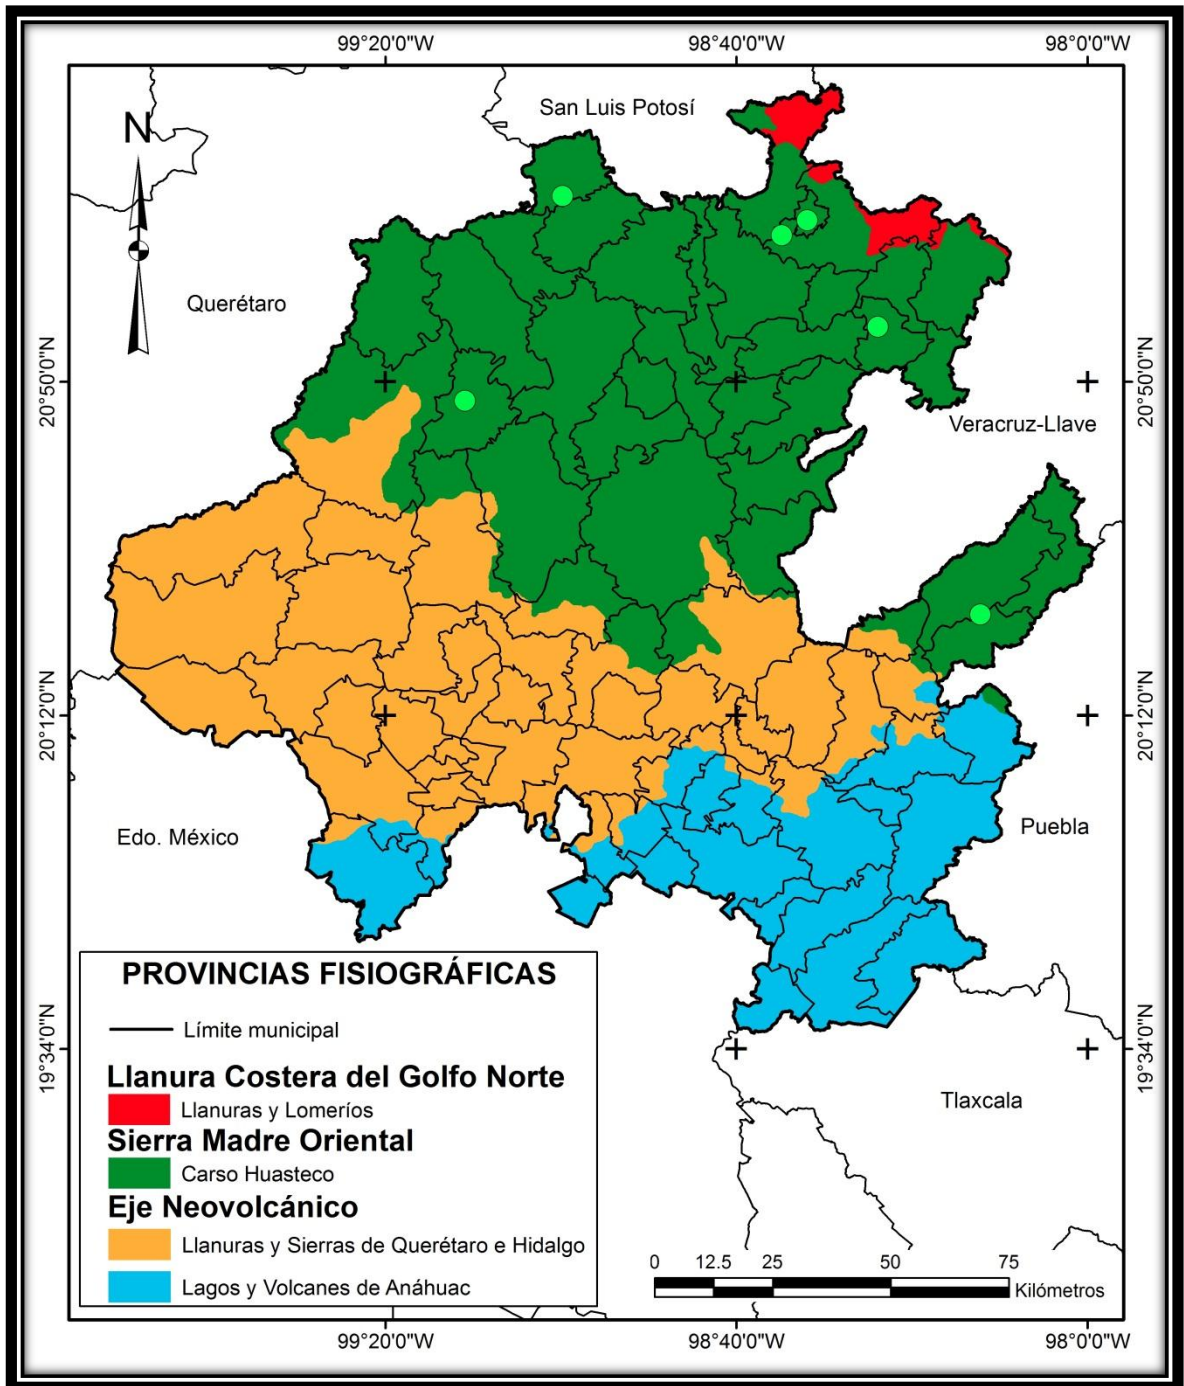 99°20'0"W
98°40'0"W
98°0'0"W
San Luis Potosí
N
Querétaro
20°50'0"N
20°50'0"N
Veracruz-Llave
20°12'0"N
20°12'0"N
Edo. México
Puebla
PROVINCIAS FISIOGRÁFICAS
Límite municipal
19°34'0"N
19°34'0"N
Llanura Costera del Golfo Norte
Llanuras y Lomeríos
Tlaxcala
Sierra Madre Oriental
Carso Huasteco
Eje Neovolcánico
Llanuras y Sierras de Querétaro e Hidalgo
Lagos y Volcanes de Anáhuac
0 12.5 25 50 75
Kilómetros
99°20'0"W
98°40'0"W
98°0'0"W